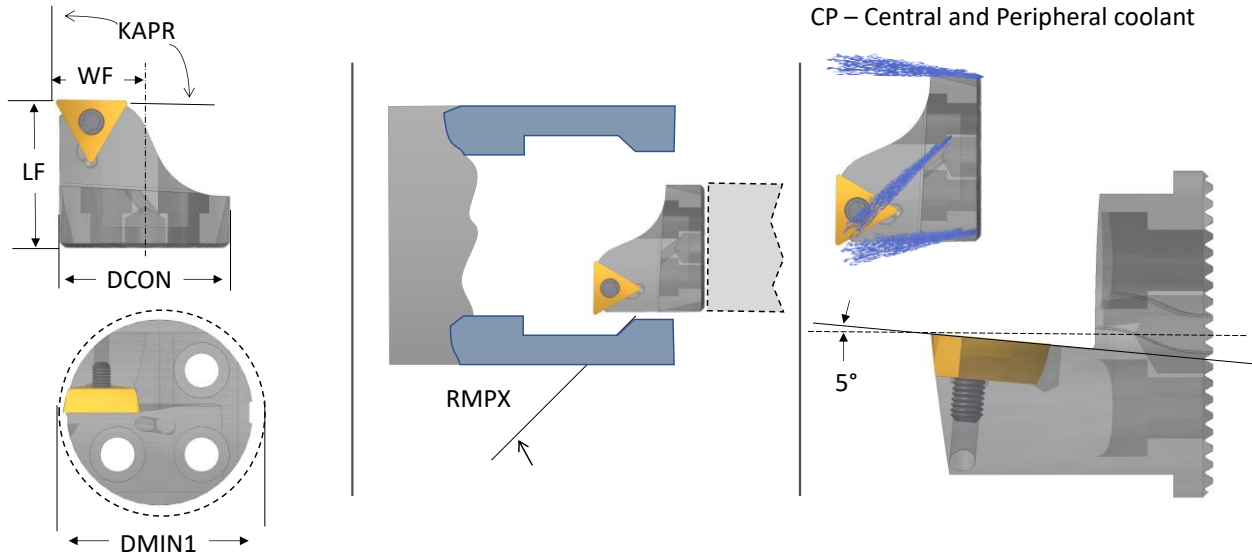 KAPR
WF
LF
DCON
DMIN1
RMPX
CP – Central and Peripheral coolant
5°